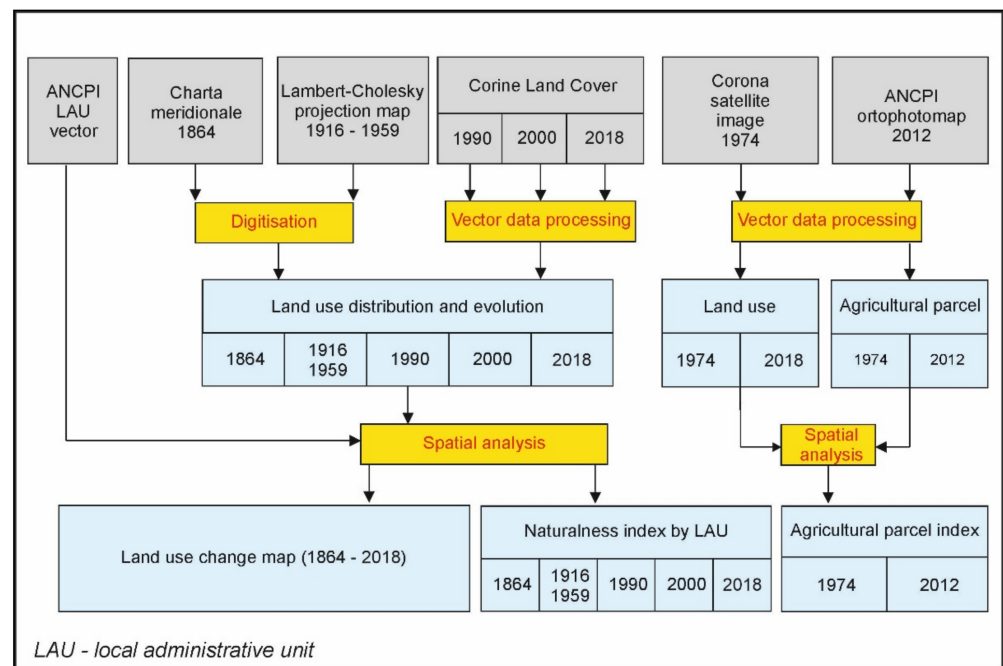 ANCPI
LAU
vector
Charta
meridionale
1864
Lambert-Cholesky
projection map
1916 - 1959
Corine Land Cover
1990
2000
2018
Corona
satellite
image
1974
ANCPI
ortophotomap
2012
Digitisation
Vector data processing
Vector data processing
Land use distribution and evolution
1864
1916
1959
1990
2000
2018
Land use
1974
2018
Agricultural parcel
1974
2012
Spatial analysis
Spatial
analysis
Land use change map (1864 - 2018)
Naturalness index by LAU
1864
1916
1959
1990
2000
2018
Agricultural parcel index
1974
2012
LAU - local administrative unit